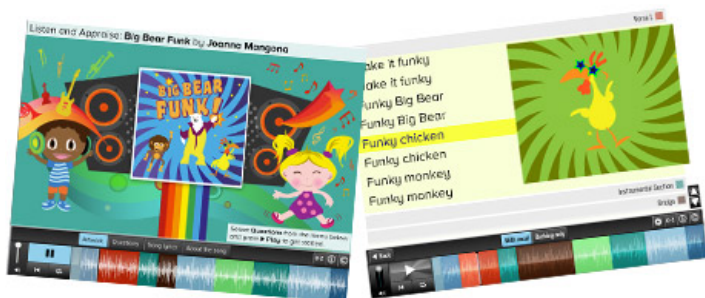 Listen and Appraise: Big Bear Funk by Joanna Mangona
BIG BEAR
FUNK!
Select Questions from the menu below
and press ▶ Play to get started.
Artwork
Questions
Song lyrics
About the song
Verse 1
ake it funky
ake it funky
unky Big Bear
Funky Big Bear
Funky chicken
Funky chicken
Funky monkey
Funky monkey
Instrumental Section
Bridge
Back
With vocal
Backing only